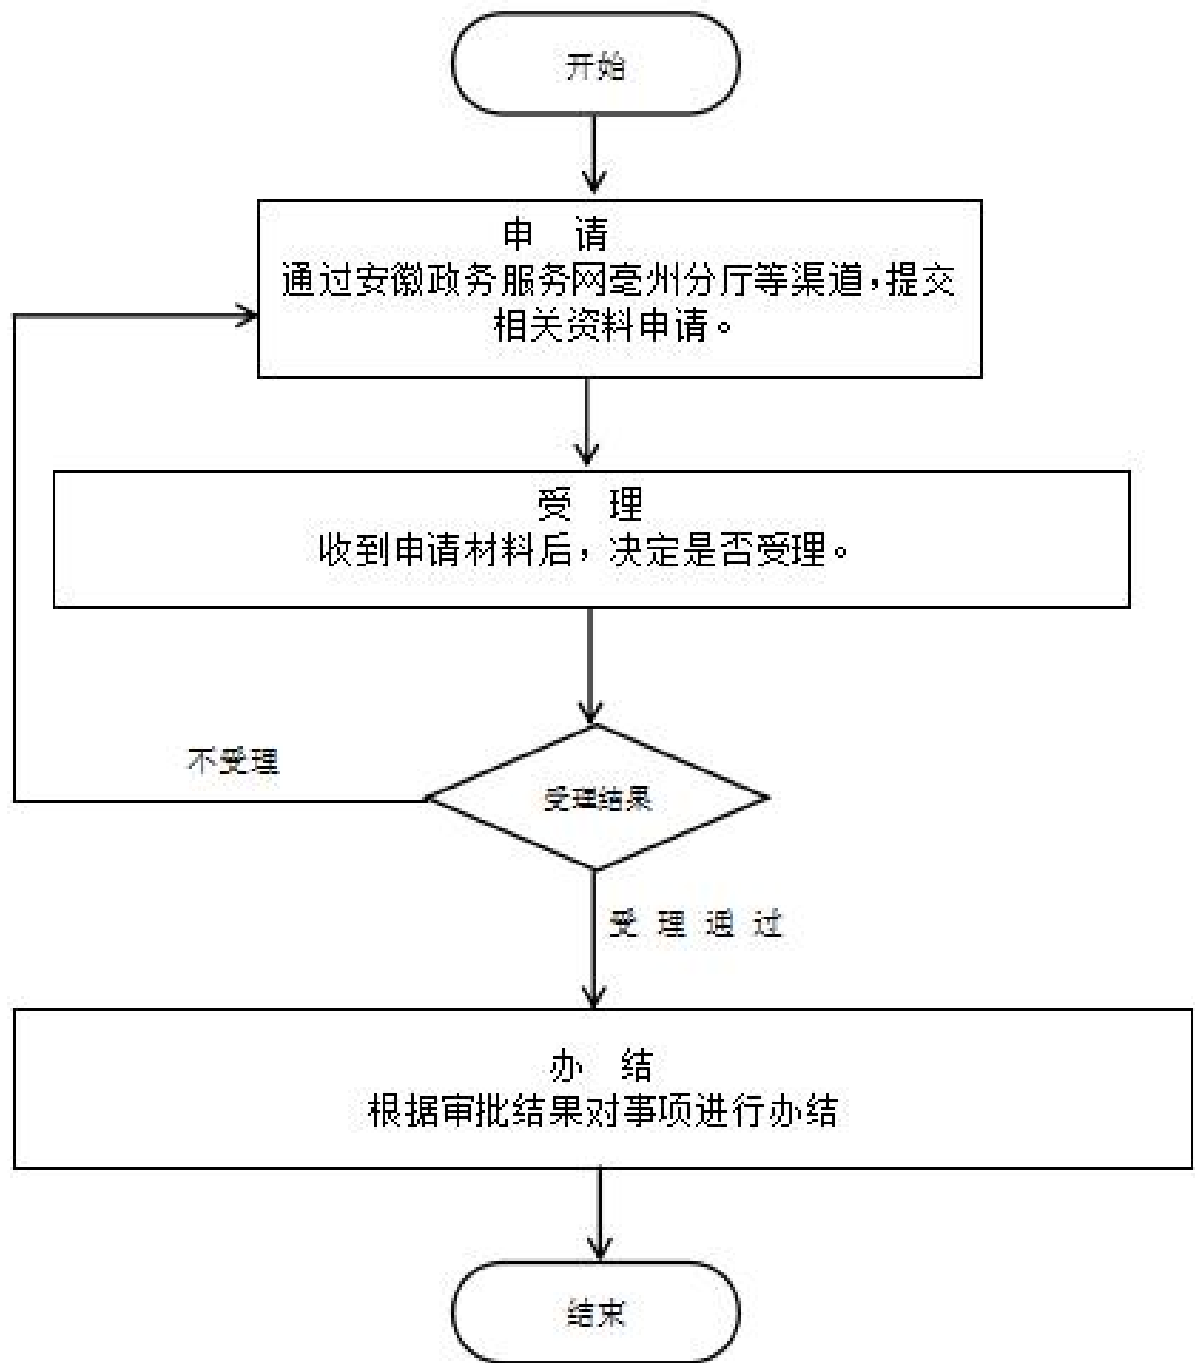 开始
申 请
通过安徽政务服务网亳州分厅等渠道，提交
相关资料申请。
受 理
收到申请材料后，决定是否受理。
不受理
受理结果
受 理 通 过
办 结
根据审批结果对事项进行办结
结束